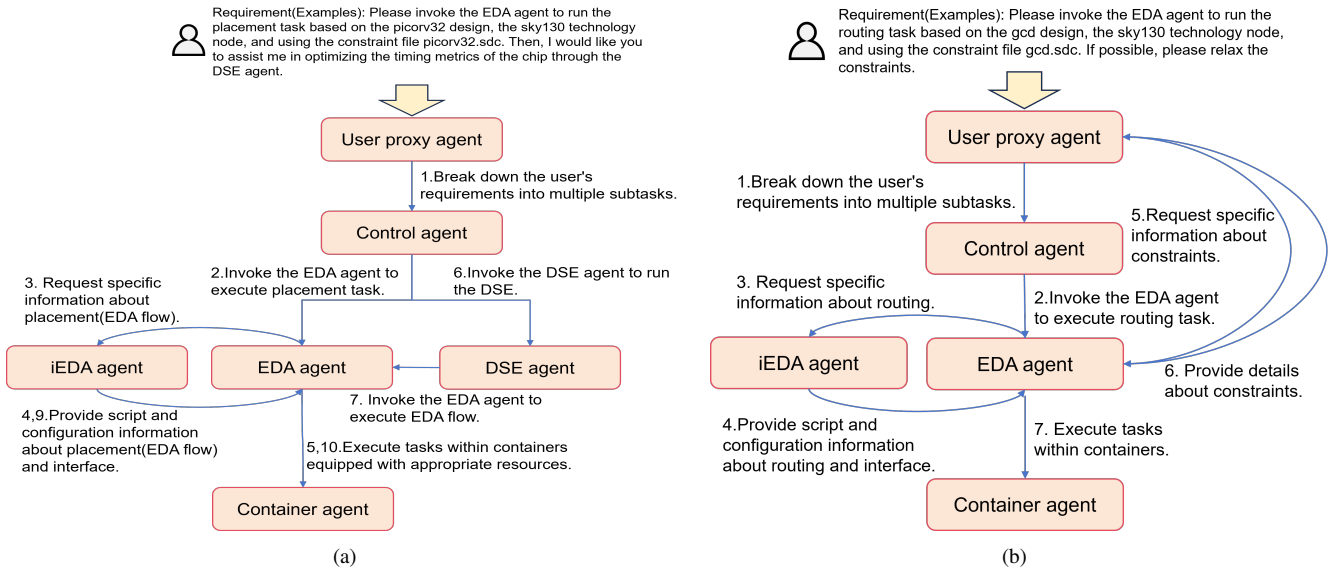 Requirement(Examples): Please invoke the EDA agent to run the
placement task based on the picorv32 design, the sky130 technology
node, and using the constraint file picorv32.sdc. Then, I would like you
to assist me in optimizing the timing metrics of the chip through the
DSE agent.
User proxy agent
1.Break down the user's
requirements into multiple subtasks.
Control agent
2.Invoke the EDA agent to
execute placement task.
6.Invoke the DSE agent to run
the DSE.
3. Request specific
information about
placement(EDA flow).
iEDA agent
EDA agent
DSE agent
7. Invoke the EDA agent to
execute EDA flow.
4,9.Provide script and
configuration information
about placement(EDA flow)
and interface.
5,10.Execute tasks within containers
equipped with appropriate resources.
Container agent
(a)
Requirement(Examples): Please invoke the EDA agent to run the
routing task based on the gcd design, the sky130 technology node,
and using the constraint file gcd.sdc. If possible, please relax the
constraints.
User proxy agent
1.Break down the user's
requirements into multiple subtasks.
5.Request specific
information about
constraints.
Control agent
3. Request specific
information about routing.
2.Invoke the EDA agent
to execute routing task.
iEDA agent
EDA agent
6. Provide details
about constraints.
4.Provide script and
configuration information
about routing and interface.
7. Execute tasks
within containers.
Container agent
(b)